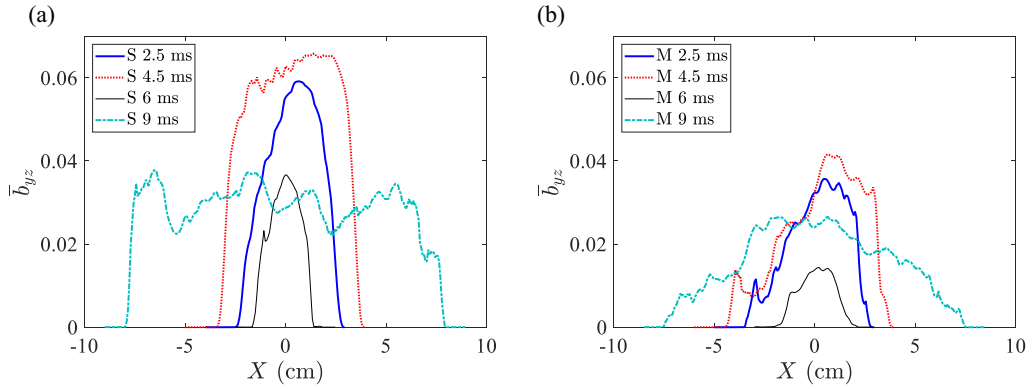 (a)
S 2.5 ms
S 4.5 ms
S 6 ms
S 9 ms
0.06
0.04
0.02
0
b̅yz
-10 -5 0 5 10
X (cm)
(b)
M 2.5 ms
M 4.5 ms
M 6 ms
M 9 ms
0.06
0.04
0.02
0
b̅yz
-10 -5 0 5 10
X (cm)